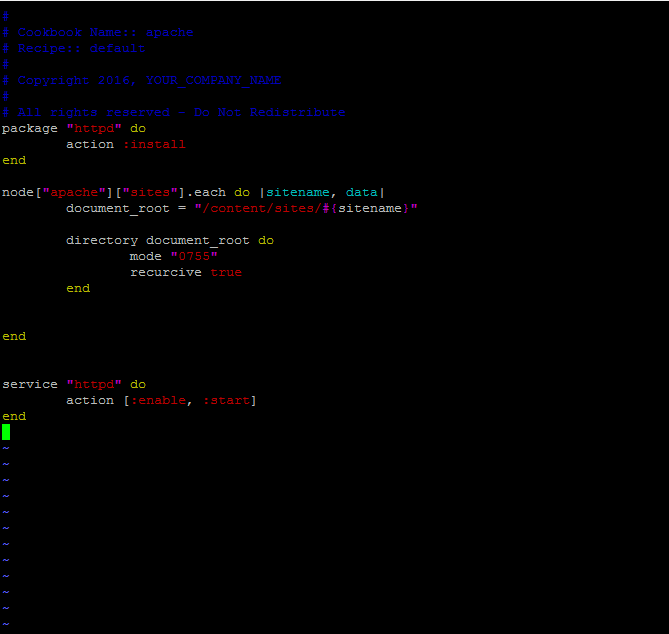 #
# Cookbook Name:: apache
# Recipe:: default
#
# Copyright 2016, YOUR_COMPANY_NAME
#
# All rights reserved - Do Not Redistribute
package "httpd" do
        action :install
end
node["apache"]["sites"].each do |sitename, data|
        document_root = "/content/sites/#{sitename}"
        directory document_root do
                mode "0755"
                recurcive true
        end
end
service "httpd" do
        action [:enable, :start]
end
~
~
~
~
~
~
~
~
~
~
~
~